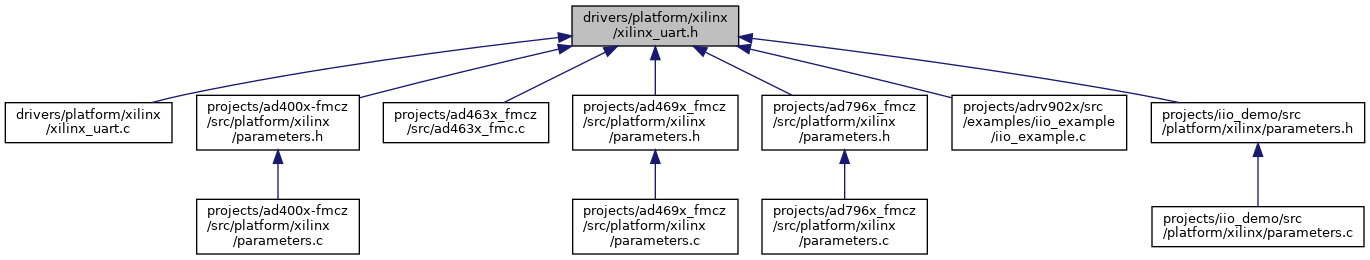 drivers/platform/xilinx
/xilinx_uart.h
drivers/platform/xilinx
/xilinx_uart.c
projects/ad400x-fmcz
/src/platform/xilinx
/parameters.h
projects/ad463x_fmcz
/src/ad463x_fmc.c
projects/ad469x_fmcz
/src/platform/xilinx
/parameters.h
projects/ad796x_fmcz
/src/platform/xilinx
/parameters.h
projects/adrv902x/src
/examples/iio_example
/iio_example.c
projects/iio_demo/src
/platform/xilinx/parameters.h
projects/ad400x-fmcz
/src/platform/xilinx
/parameters.c
projects/ad469x_fmcz
/src/platform/xilinx
/parameters.c
projects/ad796x_fmcz
/src/platform/xilinx
/parameters.c
projects/iio_demo/src
/platform/xilinx/parameters.c